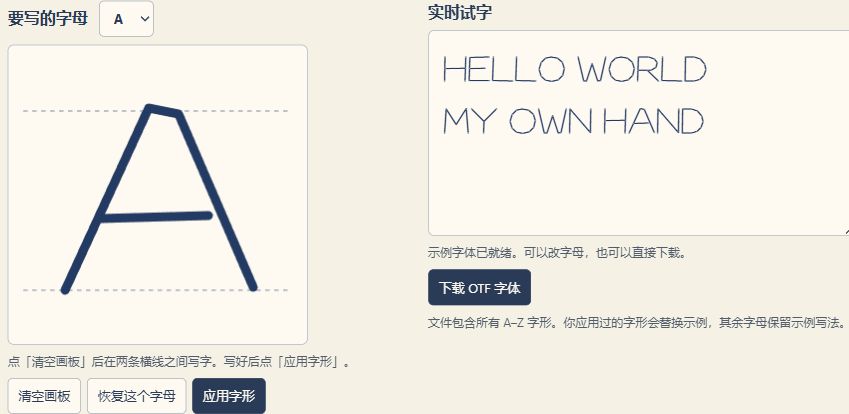 要写的字母 A
A
点「清空画板」后在两条横线之间写字。写好后点「应用字形」。
清空画板 恢复这个字母 应用字形
实时试字
HELLO WORLD
MY OWN HAND
示例字体已就绪。可以改字母，也可以直接下载。
下载 OTF 字体
文件包含所有 A–Z 字形。你应用过的字形会替换示例，其余字母保留示例写法。